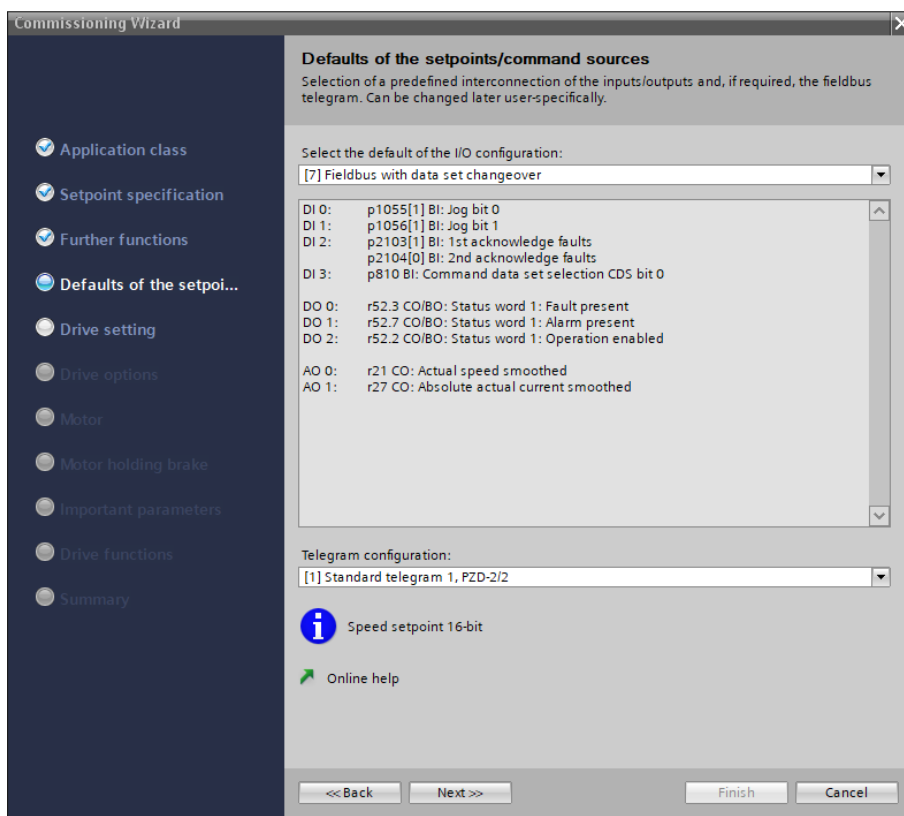 Commissioning Wizard
Defaults of the setpoints/command sources
Selection of a predefined interconnection of the inputs/outputs and, if required, the fieldbus
telegram. Can be changed later user-specifically.
Application class
Setpoint specification
Further functions
Defaults of the setpoi...
Drive setting
Drive options
Motor
Motor holding brake
Important parameters
Drive functions
Summary
Select the default of the I/O configuration:
[7] Fieldbus with data set changeover
DI 0: p1055[1] BI: Jog bit 0
DI 1: p1056[1] BI: Jog bit 1
DI 2: p2103[1] BI: 1st acknowledge faults
p2104[0] BI: 2nd acknowledge faults
DI 3: p810 BI: Command data set selection CDS bit 0
DO 0: r52.3 CO/BO: Status word 1: Fault present
DO 1: r52.7 CO/BO: Status word 1: Alarm present
DO 2: r52.2 CO/BO: Status word 1: Operation enabled
AO 0: r21 CO: Actual speed smoothed
AO 1: r27 CO: Absolute actual current smoothed
Telegram configuration:
[1] Standard telegram 1, PZD-2/2
Speed setpoint 16-bit
Online help
<<Back Next>> Finish Cancel